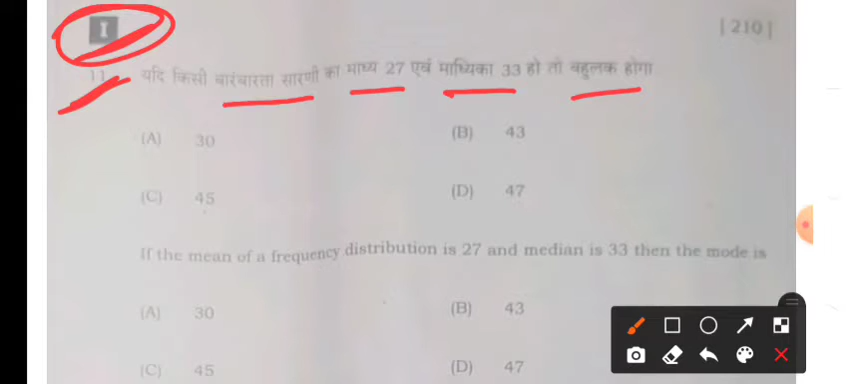 I [210]
11. यदि किसी बारंबारता सारणी का माध्य 27 एवं माध्यिका 33 हो तो बहुलक होगा
(A) 30 (B) 43
(C) 45 (D) 47
If the mean of a frequency distribution is 27 and median is 33 then the mode is
(A) 30 (B) 43
(C) 45 (D) 47